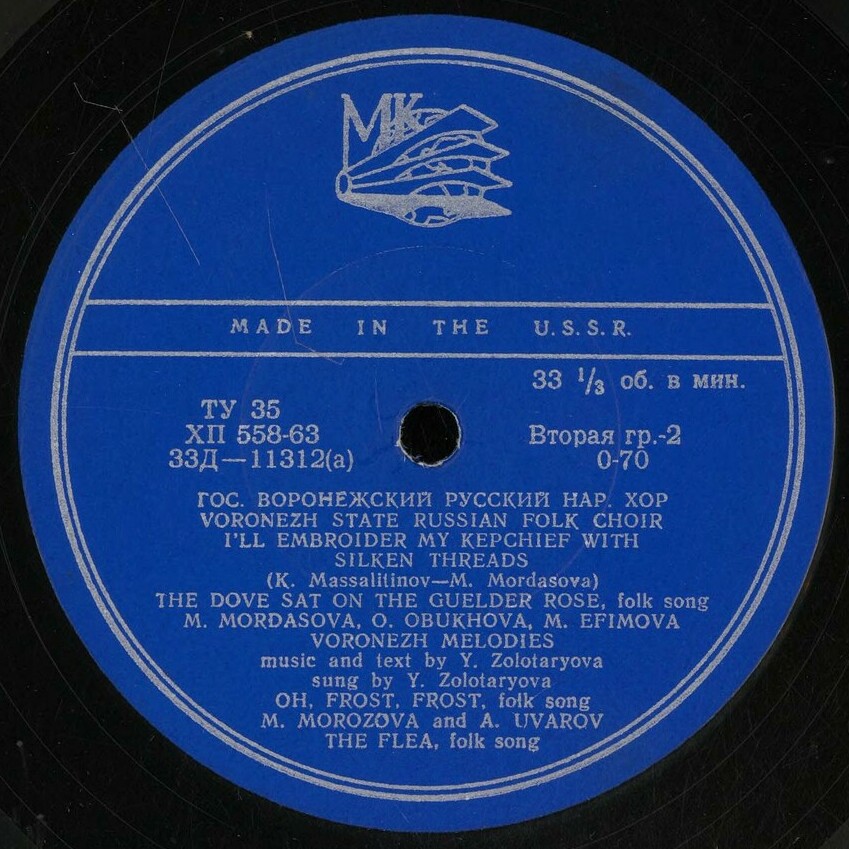 МК
MADE IN THE U.S.S.R.
33 1/3 об. в мин.
ТУ 35
ХП 558-63
33Д—11312(а)
Вторая гр.-2
0-70
ГОС. ВОРОНЕЖСКИЙ РУССКИЙ НАР. ХОР
VORONEZH STATE RUSSIAN FOLK CHOIR
I'LL EMBROIDER MY KEPCHIEF WITH
SILKEN THREADS
(K. Massalitinov—M. Mordasova)
THE DOVE SAT ON THE GUELDER ROSE, folk song
M. MORDASOVA, O. OBUKHOVA, M. EFIMOVA
VORONEZH MELODIES
music and text by Y. Zolotaryova
sung by Y. Zolotaryova
OH, FROST, FROST, folk song
M. MOROZOVA and A. UVAROV
THE FLEA, folk song